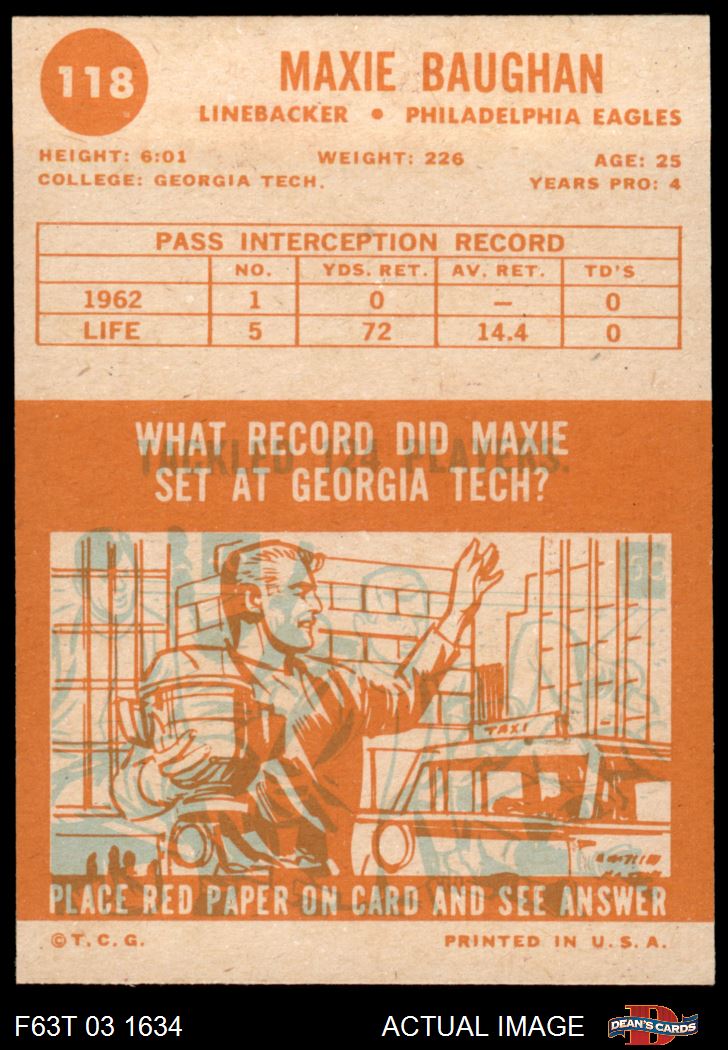 118
MAXIE BAUGHAN
LINEBACKER • PHILADELPHIA EAGLES
HEIGHT: 6:01 WEIGHT: 226 AGE: 25
COLLEGE: GEORGIA TECH. YEARS PRO: 4
PASS INTERCEPTION RECORD
NO. YDS. RET. AV. RET. TD'S
1962 1 0 – 0
LIFE 5 72 14.4 0
WHAT RECORD DID MAXIE
TACKLED 124 PLAYERS.
SET AT GEORGIA TECH?
TAXI
PLACE RED PAPER ON CARD AND SEE ANSWER
©T.C.G. PRINTED IN U.S.A.
F63T 03 1634 ACTUAL IMAGE DEAN'S CARDS